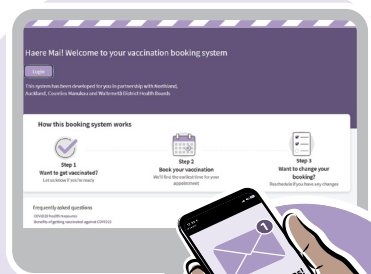 Haere Mai! Welcome to your vaccination booking system
Login
This system has been developed for you in partnership with Northland,
Auckland, Counties Manukau and Waitematā District Health Boards
How this booking system works
Step 1
Want to get vaccinated?
Let us know if you're ready
Step 2
Book your vaccination
We'll find the earliest time for your
appointment
Step 3
Want to change your
booking?
Reschedule if you have any changes
Frequently asked questions
COVID19 health measures
Benefits of getting vaccinated against COVID19
1